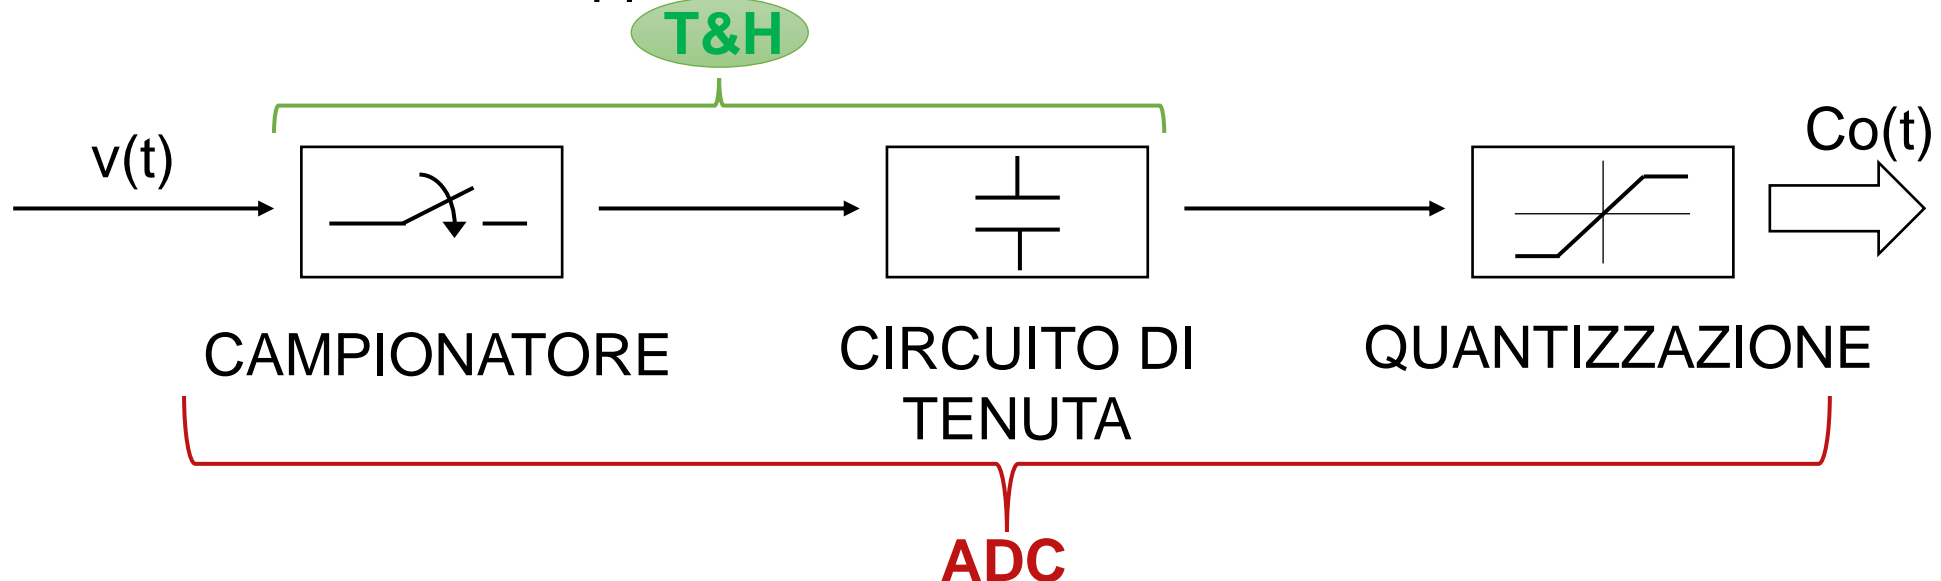 T&H
v(t)
Co(t)
CAMPIONATORE
CIRCUITO DI
TENUTA
QUANTIZZAZIONE
ADC